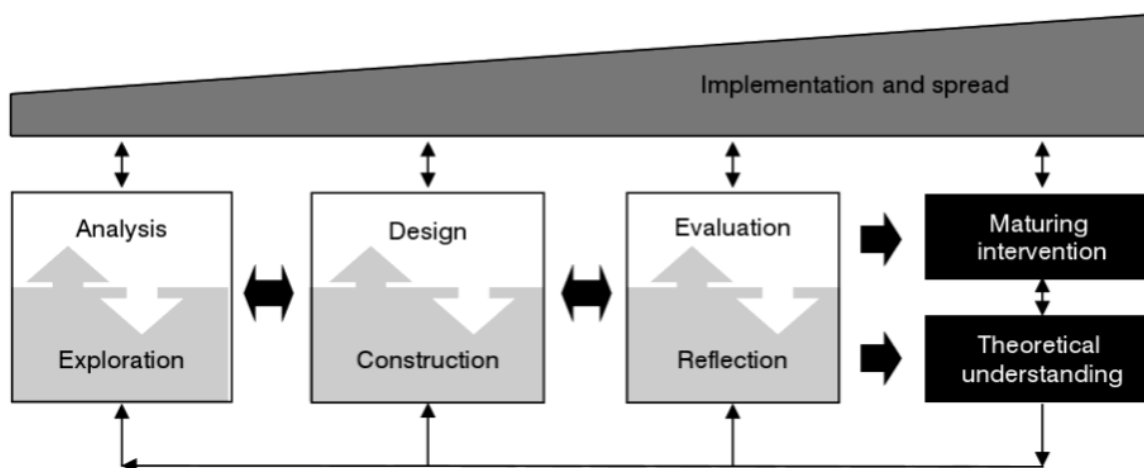 Implementation and spread
Analysis
Exploration
Design
Construction
Evaluation
Reflection
Maturing
intervention
Theoretical
understanding